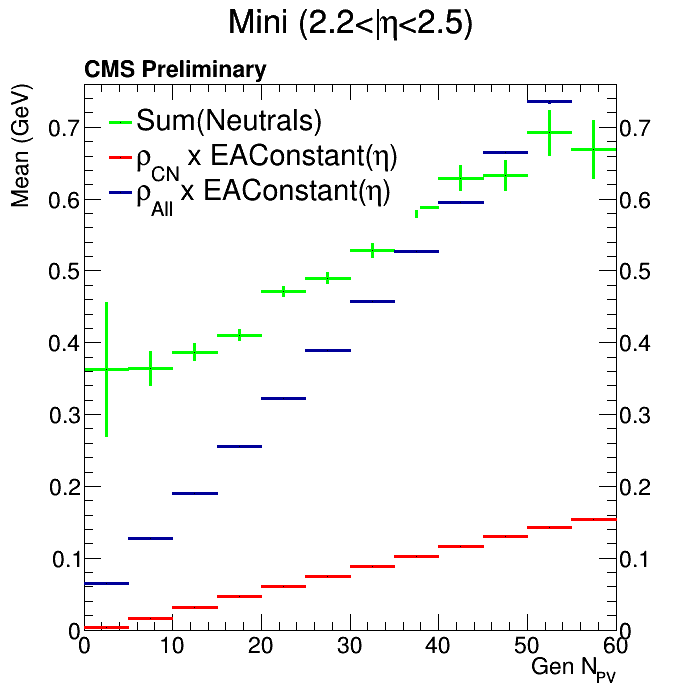 Mini (2.2<|η|<2.5)
CMS Preliminary
Mean (GeV)
Sum(Neutrals)
ρCN x EAConstant(η)
ρAll x EAConstant(η)
0.7 0.7
0.6 0.6
0.5 0.5
0.4 0.4
0.3 0.3
0.2 0.2
0.1 0.1
0 0
0 10 20 30 40 50 60
Gen NPV